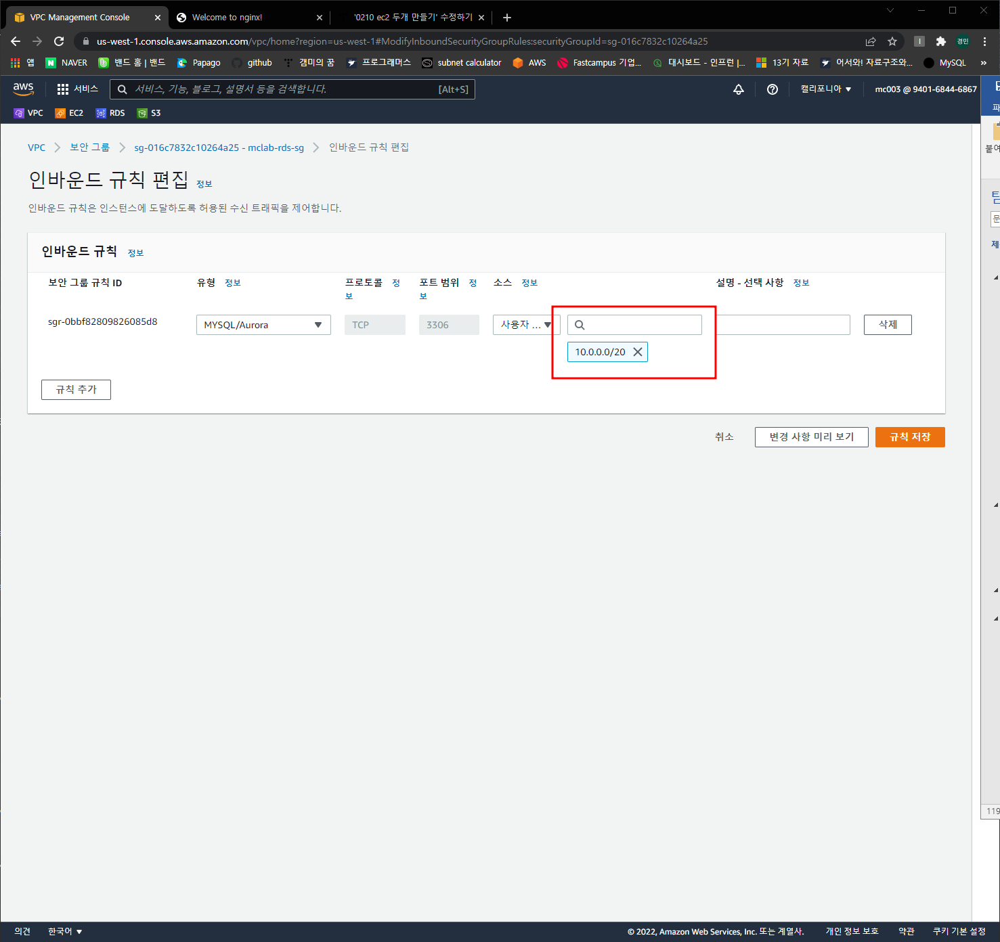 VPC Management Console
Welcome to nginx!
'0210 ec2 두개 만들기' 수정하기
us-west-1.console.aws.amazon.com/vpc/home?region=us-west-1#ModifyInboundSecurityGroupRules:securityGroupId=sg-016c7832c10264a25
경민
앱 NAVER 밴드 홈 | 밴드 Papago github 캠미의 꿈 프로그래머스 subnet calculator AWS Fastcampus 기업... 대시보드 - 인프런 |... 13기 자료 어서와! 자료구조와... MySQL »
aws 서비스 서비스, 기능, 블로그, 설명서 등을 검색합니다. [Alt+S] 캘리포니아 ▼ mc003 @ 9401-6844-6867
VPC EC2 RDS S3
파
붙여
VPC > 보안 그룹 > sg-016c7832c10264a25 - mclab-rds-sg > 인바운드 규칙 편집
인바운드 규칙 편집 정보
인바운드 규칙은 인스턴스에 도달하도록 허용된 수신 트래픽을 제어합니다.
문
제
인바운드 규칙 정보
보안 그룹 규칙 ID 유형 정보 프로토콜 정보 포트 범위 정보 소스 정보 설명 - 선택 사항 정보
sgr-0bbf82809826085d8 MYSQL/Aurora TCP 3306 사용자 ... 삭제
10.0.0.0/20
규칙 추가
취소 변경 사항 미리 보기 규칙 저장
119
의견 한국어 ▼ © 2022, Amazon Web Services, Inc. 또는 계열사. 개인 정보 보호 약관 쿠키 기본 설정